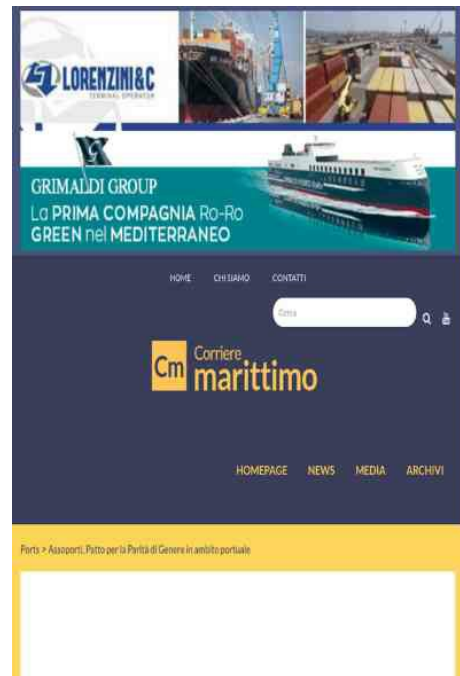 LORENZINI&C
TERMINAL OPERATOR
GRIMALDI GROUP
La PRIMA COMPAGNIA Ro-Ro
GREEN nel MEDITERRANEO
HOME CHI SIAMO CONTATTI
Cerca
Cm Corriere
marittimo
HOMEPAGE NEWS MEDIA ARCHIVI
Ports > Assoporti, Patto per la Parità di Genere in ambito portuale